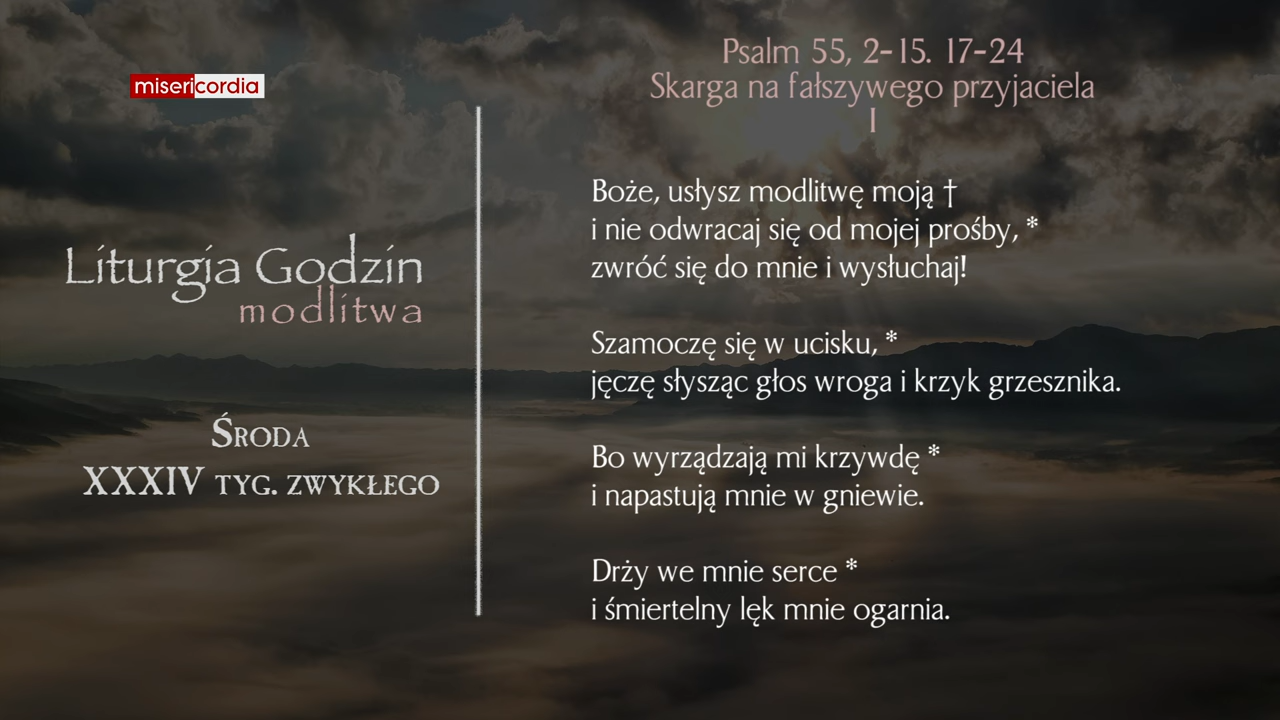 misericordia
Liturgia Godzin
modlitwa
Środa
XXXIV tyg. zwykłego
Psalm 55, 2-15. 17-24
Skarga na fałszywego przyjaciela
I
Boże, usłysz modlitwę moją †
i nie odwracaj się od mojej prośby, *
zwróć się do mnie i wysłuchaj!
Szamoczę się w ucisku, *
jęczę słysząc głos wroga i krzyk grzesznika.
Bo wyrządzają mi krzywdę *
i napastują mnie w gniewie.
Drży we mnie serce *
i śmiertelny lęk mnie ogarnia.